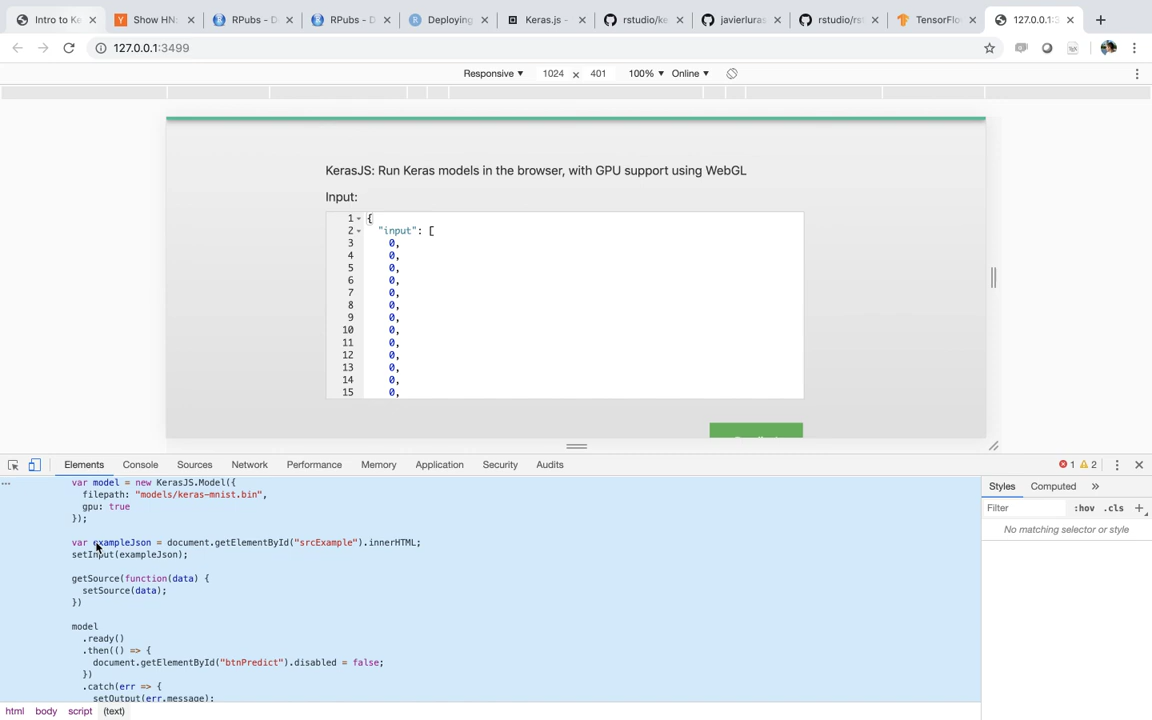 Intro to Ke
Show HN:
RPubs - D
RPubs - D
Deploying
Keras.js -
rstudio/ke
javierluras
rstudio/rst
TensorFlo
127.0.0.1:3
127.0.0.1:3499
Responsive ▼ 1024 × 401 100% ▼ Online ▼
KerasJS: Run Keras models in the browser, with GPU support using WebGL
Input:
1 {
2 "input": [
3 0,
4 0,
5 0,
6 0,
7 0,
8 0,
9 0,
10 0,
11 0,
12 0,
13 0,
14 0,
15 0,
Elements Console Sources Network Performance Memory Application Security Audits 1 2
var model = new KerasJS.Model({
filepath: "models/keras-mnist.bin",
gpu: true
});
var exampleJson = document.getElementById("srcExample").innerHTML;
setInput(exampleJson);
getSource(function(data) {
setSource(data);
})
model
.ready()
.then(() => {
document.getElementById("btnPredict").disabled = false;
})
.catch(err => {
setOutput(err.message);
html body script (text)
Styles Computed »
Filter :hov .cls +
No matching selector or style